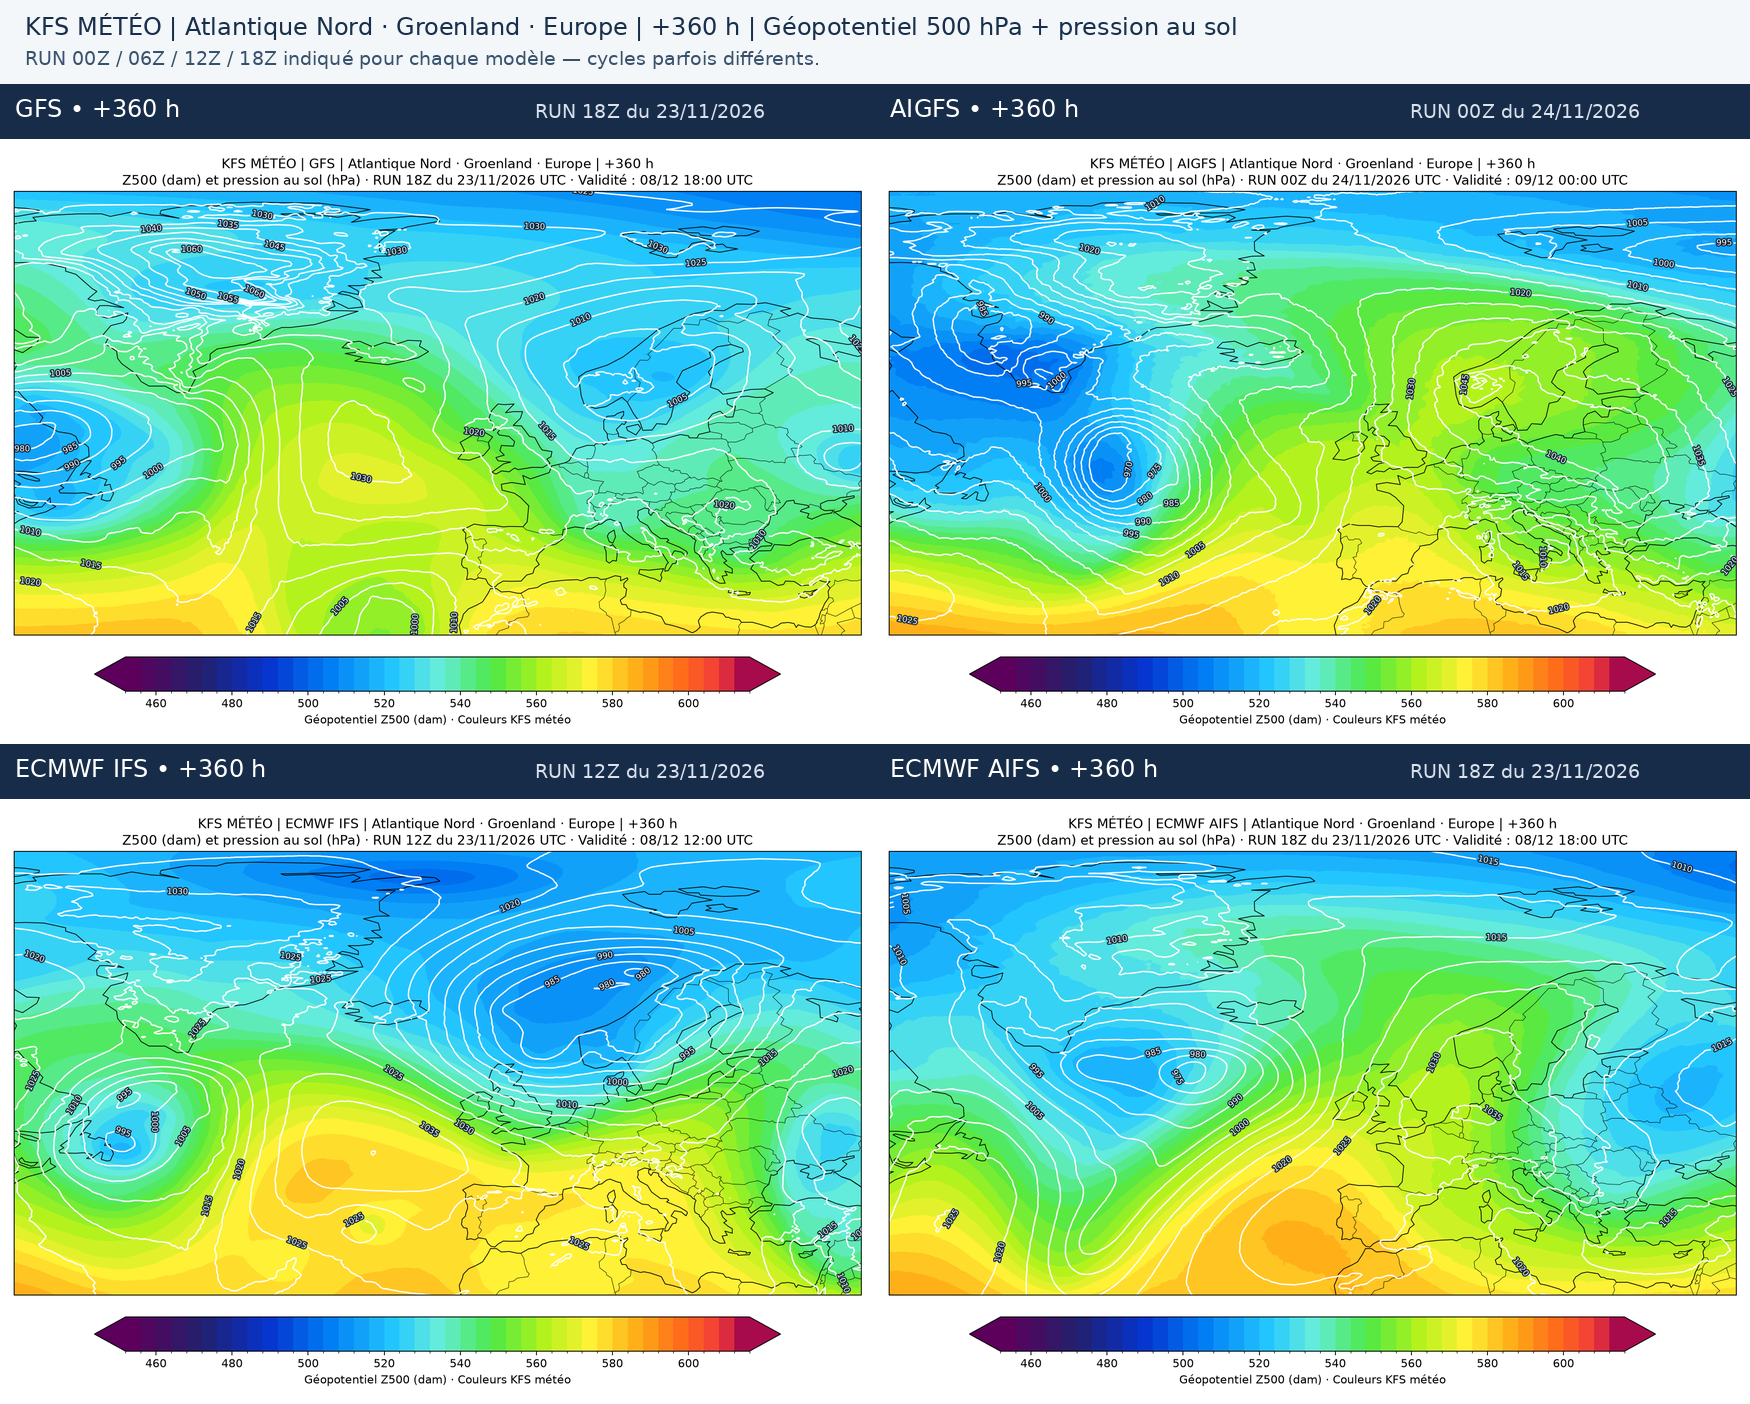 KFS MÉTÉO | Atlantique Nord · Groenland · Europe | +360 h | Géopotentiel 500 hPa + pression au sol
RUN 00Z / 06Z / 12Z / 18Z indiqué pour chaque modèle — cycles parfois différents.
GFS • +360 h
RUN 18Z du 23/11/2026
KFS MÉTÉO | GFS | Atlantique Nord · Groenland · Europe | +360 h
Z500 (dam) et pression au sol (hPa) · RUN 18Z du 23/11/2026 UTC · Validité : 08/12 18:00 UTC
460 480 500 520 540 560 580 600
Géopotentiel Z500 (dam) · Couleurs KFS météo
AIGFS • +360 h
RUN 00Z du 24/11/2026
KFS MÉTÉO | AIGFS | Atlantique Nord · Groenland · Europe | +360 h
Z500 (dam) et pression au sol (hPa) · RUN 00Z du 24/11/2026 UTC · Validité : 09/12 00:00 UTC
460 480 500 520 540 560 580 600
Géopotentiel Z500 (dam) · Couleurs KFS météo
ECMWF IFS • +360 h
RUN 12Z du 23/11/2026
KFS MÉTÉO | ECMWF IFS | Atlantique Nord · Groenland · Europe | +360 h
Z500 (dam) et pression au sol (hPa) · RUN 12Z du 23/11/2026 UTC · Validité : 08/12 12:00 UTC
460 480 500 520 540 560 580 600
Géopotentiel Z500 (dam) · Couleurs KFS météo
ECMWF AIFS • +360 h
RUN 18Z du 23/11/2026
KFS MÉTÉO | ECMWF AIFS | Atlantique Nord · Groenland · Europe | +360 h
Z500 (dam) et pression au sol (hPa) · RUN 18Z du 23/11/2026 UTC · Validité : 08/12 18:00 UTC
460 480 500 520 540 560 580 600
Géopotentiel Z500 (dam) · Couleurs KFS météo